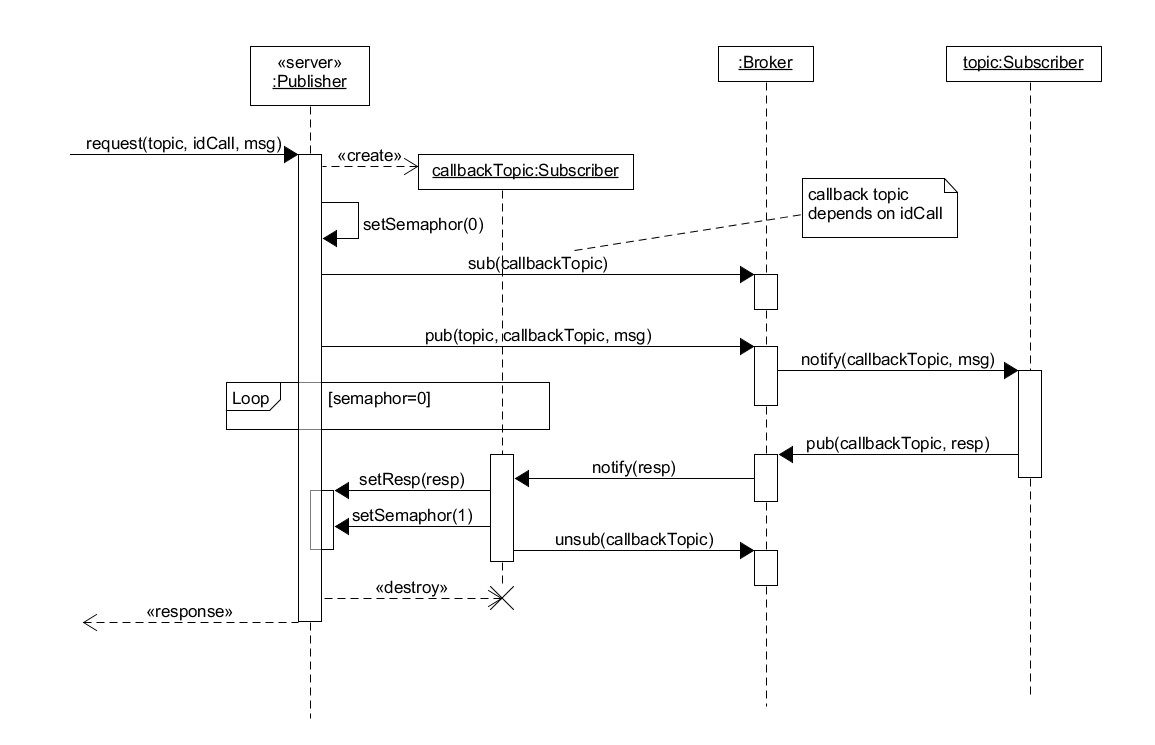 «server»
:Publisher
:Broker
topic:Subscriber
request(topic, idCall, msg)
«create»
callbackTopic:Subscriber
callback topic
depends on idCall
setSemaphor(0)
sub(callbackTopic)
pub(topic, callbackTopic, msg)
notify(callbackTopic, msg)
Loop
[semaphor=0]
pub(callbackTopic, resp)
notify(resp)
setResp(resp)
setSemaphor(1)
unsub(callbackTopic)
«destroy»
«response»